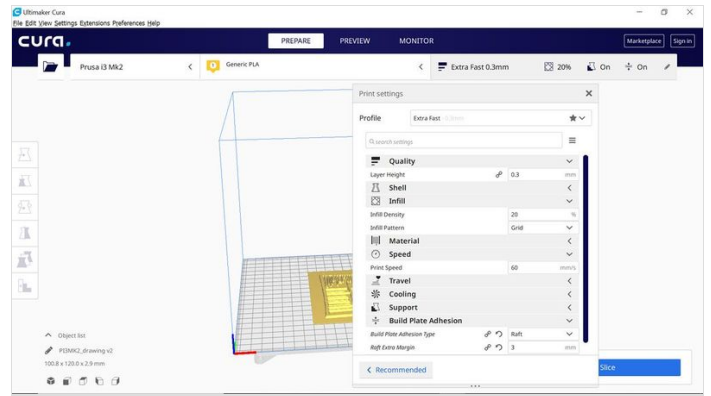 Ultimaker Cura
File Edit View Settings Extensions Preferences Help
cura.
PREPARE PREVIEW MONITOR
Marketplace Sign in
Prusa i3 Mk2
Generic PLA
Extra Fast 0.3mm 20% On On
Print settings
Profile Extra Fast 0.3mm
search settings
Quality
Layer Height 0.3 mm
Shell
Infill
Infill Density 20 %
Infill Pattern Grid
Material
Speed
Print Speed 60 mm/s
Travel
Cooling
Support
Build Plate Adhesion
Build Plate Adhesion Type Raft
Raft Extra Margin 3 mm
Recommended
Object list
100.8 x 120.0 x 2.9 mm
Slice